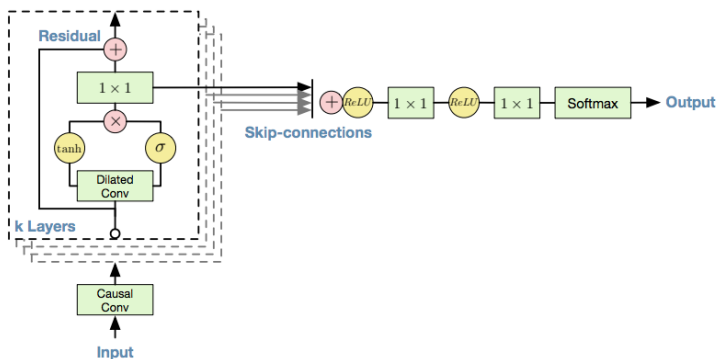 Residual
+
1 × 1
×
tanh
σ
Dilated
Conv
k Layers
Causal
Conv
Input
Skip-connections
+
ReLU
1 × 1
ReLU
1 × 1
Softmax
Output